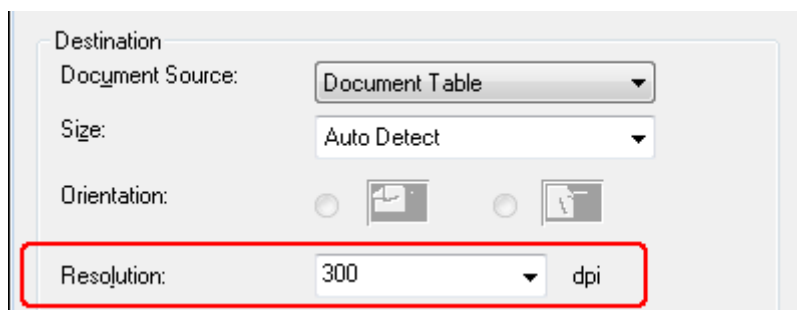 Destination
Document Source: Document Table
Size: Auto Detect
Orientation:
Resolution: 300 dpi